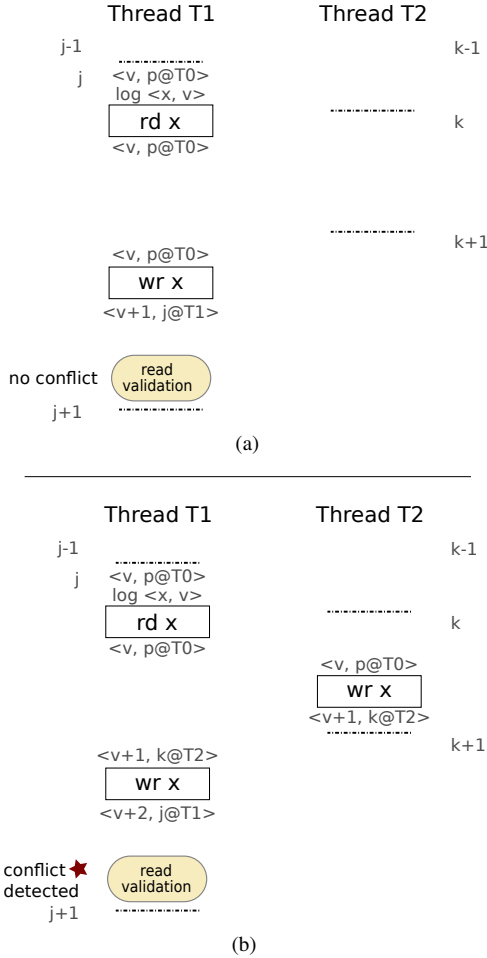 Thread T1 Thread T2
j-1 k-1
j <v, p@T0>
log <x, v>
rd x k
<v, p@T0>
k+1
<v, p@T0>
wr x
<v+1, j@T1>
no conflict read validation
j+1
(a)
Thread T1 Thread T2
j-1 k-1
j <v, p@T0>
log <x, v>
rd x k
<v, p@T0> <v, p@T0>
wr x
<v+1, k@T2>
k+1
<v+1, k@T2>
wr x
<v+2, j@T1>
conflict read
detected validation
j+1
(b)